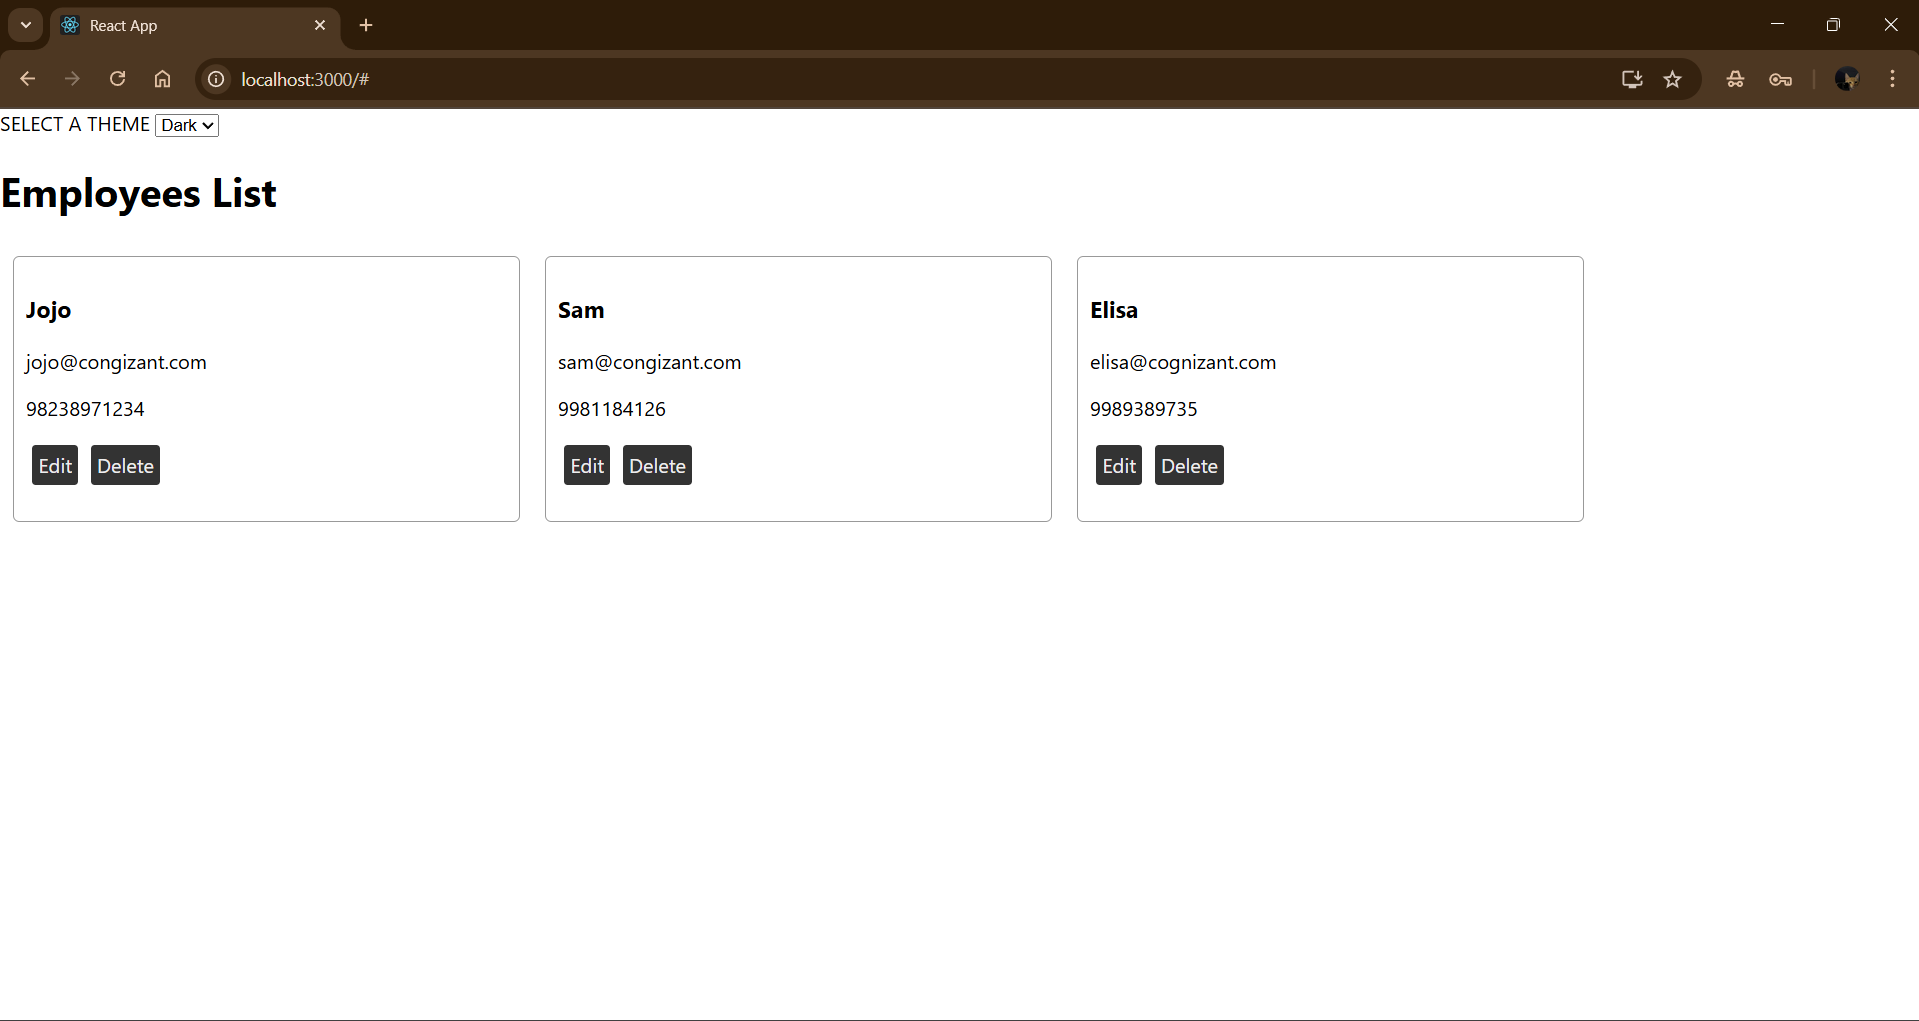 React App
localhost:3000/#
SELECT A THEME Dark
Employees List
Jojo
jojo@congizant.com
98238971234
Edit Delete
Sam
sam@congizant.com
9981184126
Edit Delete
Elisa
elisa@cognizant.com
9989389735
Edit Delete